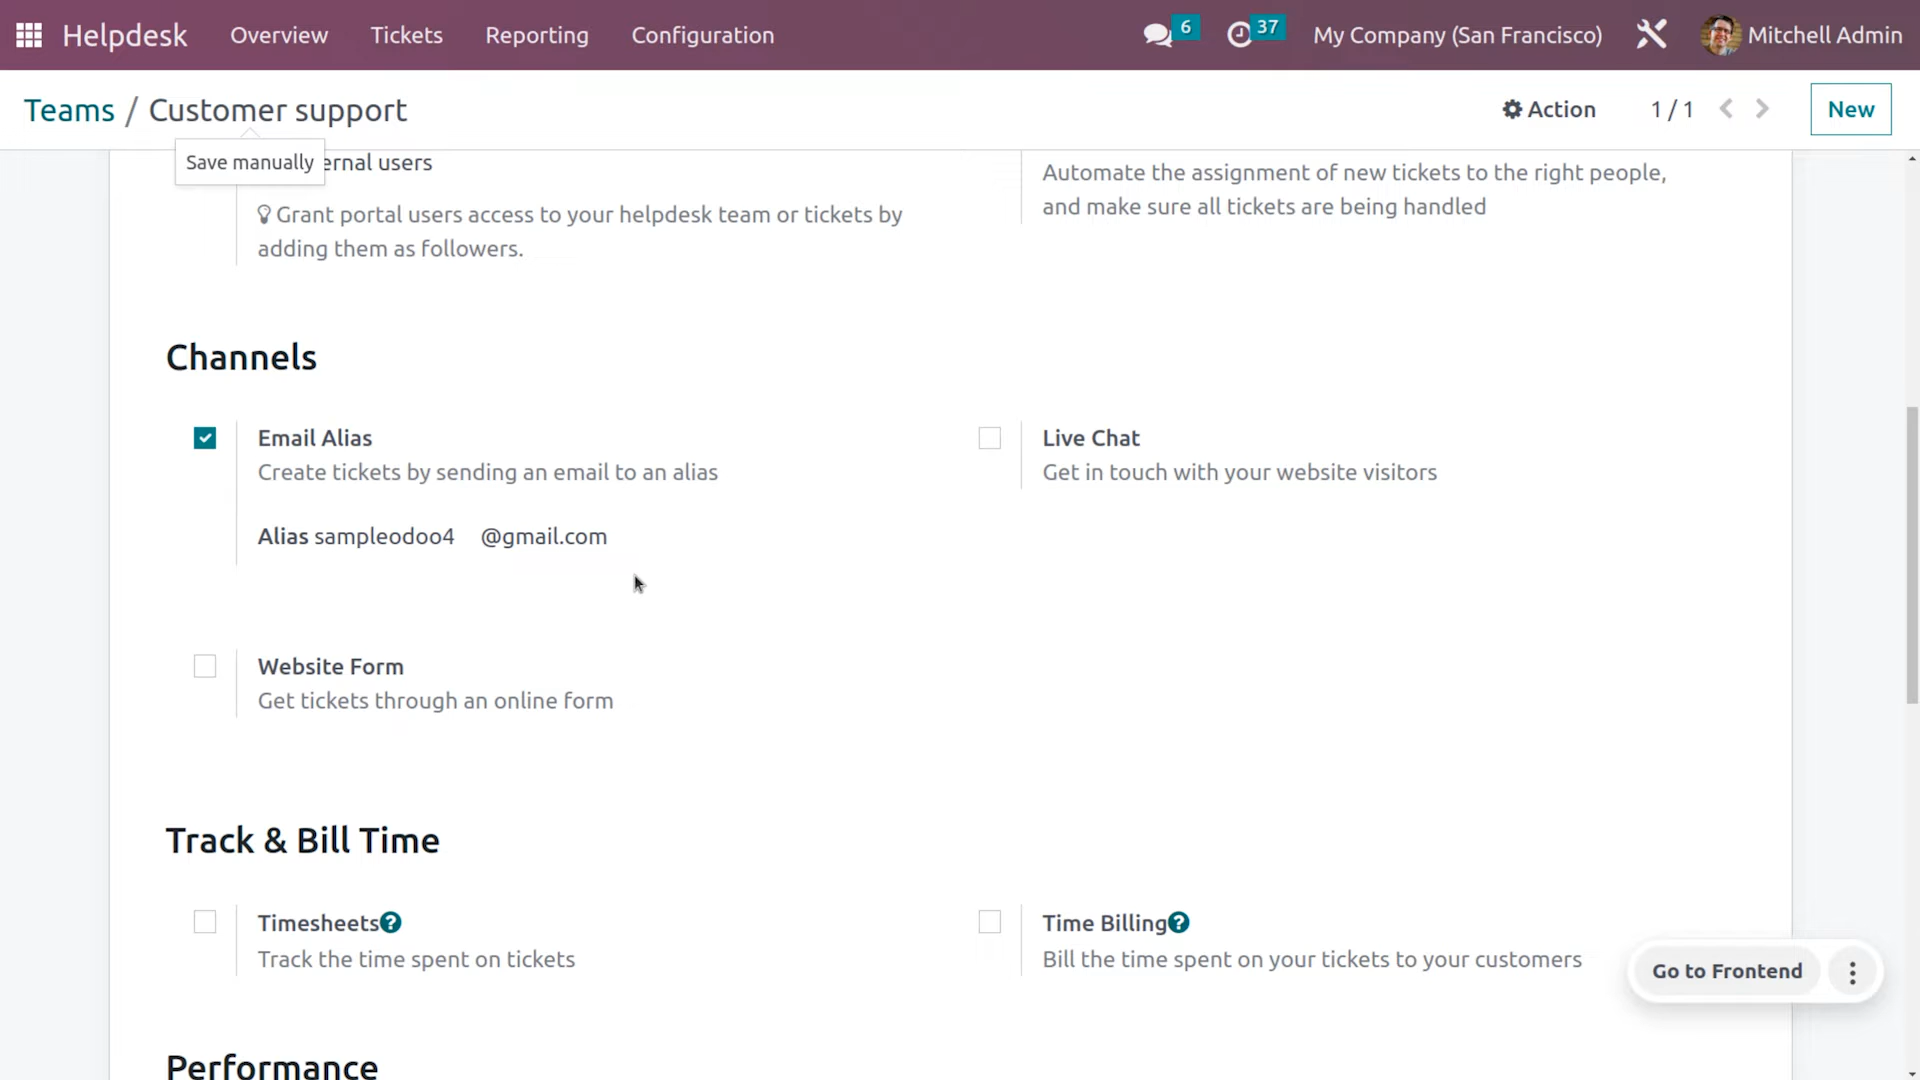 Helpdesk Overview Tickets Reporting Configuration 6 37 My Company (San Francisco) Mitchell Admin
Teams / Customer support Action 1 / 1 New
Save manually
ernal users
Grant portal users access to your helpdesk team or tickets by
adding them as followers.
Automate the assignment of new tickets to the right people,
and make sure all tickets are being handled
Channels
Email Alias
Create tickets by sending an email to an alias
Alias sampleodoo4 @gmail.com
Live Chat
Get in touch with your website visitors
Website Form
Get tickets through an online form
Track & Bill Time
Timesheets?
Track the time spent on tickets
Time Billing?
Bill the time spent on your tickets to your customers
Go to Frontend
Performance